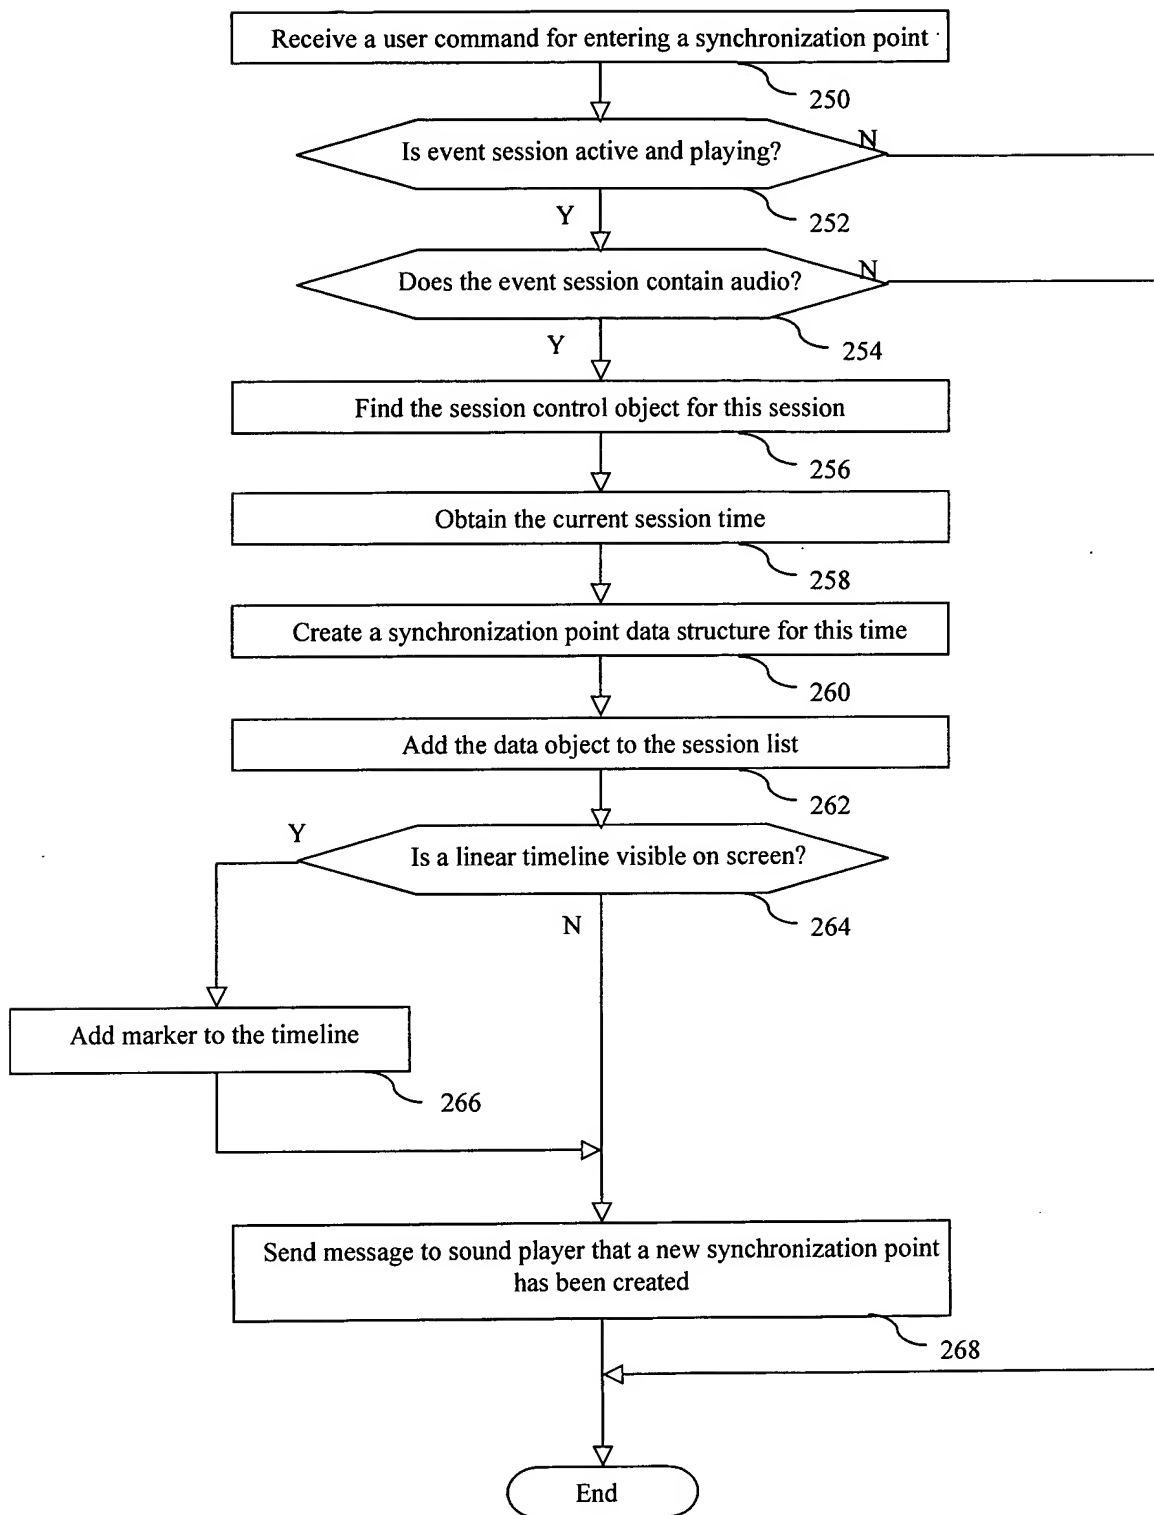 Receive a user command for entering a synchronization point
250
Is event session active and playing?
N
252
Y
Does the event session contain audio?
N
254
Y
Find the session control object for this session
256
Obtain the current session time
258
Create a synchronization point data structure for this time
260
Add the data object to the session list
262
Y
Is a linear timeline visible on screen?
264
N
Add marker to the timeline
266
Send message to sound player that a new synchronization point
has been created
268
End